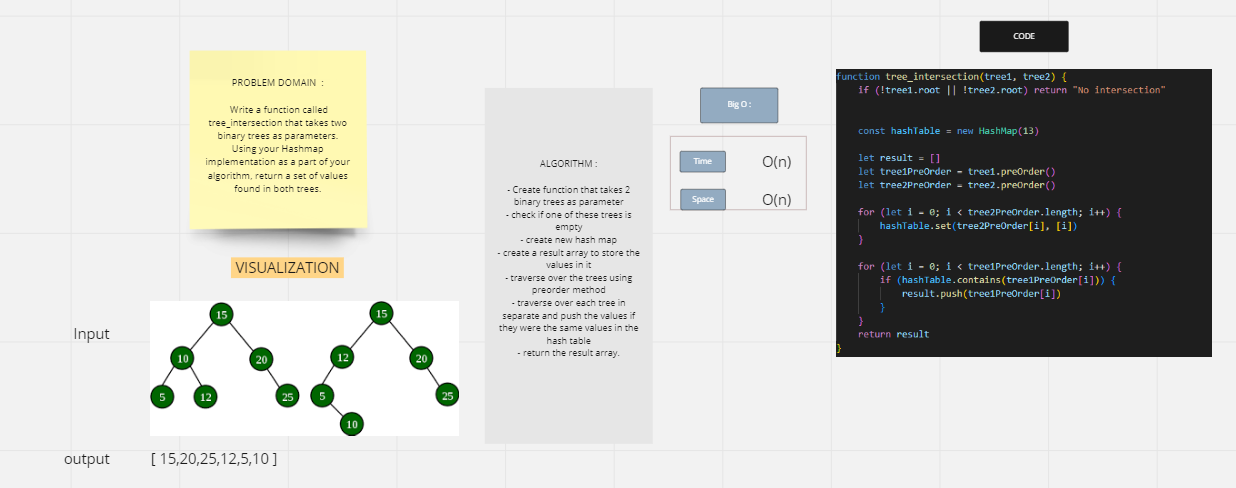 PROBLEM DOMAIN :
Write a function called
tree_intersection that takes two
binary trees as parameters.
Using your Hashmap
implementation as a part of your
algorithm, return a set of values
found in both trees.
VISUALIZATION
Input
15
10
20
5
12
25
15
12
20
5
25
10
output
[ 15,20,25,12,5,10 ]
ALGORITHM :
- Create function that takes 2
binary trees as parameter
- check if one of these trees is
empty
- create new hash map
- create a result array to store the
values in it
- traverse over the trees using
preorder method
- traverse over each tree in
separate and push the values if
they were the same values in the
hash table
- return the result array.
Big O :
Time O(n)
Space O(n)
CODE
function tree_intersection(tree1, tree2) {
if (!tree1.root || !tree2.root) return "No intersection"
const hashTable = new HashMap(13)
let result = []
let tree1PreOrder = tree1.preOrder()
let tree2PreOrder = tree2.preOrder()
for (let i = 0; i < tree2PreOrder.length; i++) {
hashTable.set(tree2PreOrder[i], [i])
}
for (let i = 0; i < tree1PreOrder.length; i++) {
if (hashTable.contains(tree1PreOrder[i])) {
result.push(tree1PreOrder[i])
}
}
return result
}